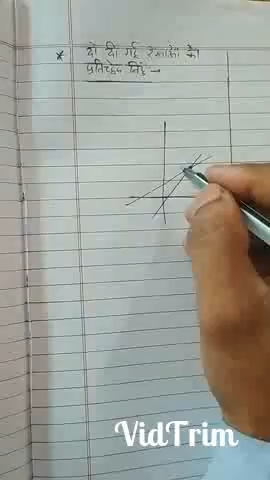 * दो दी गई रेखाओं का
प्रतिच्छेद बिंदु →
VidTrim